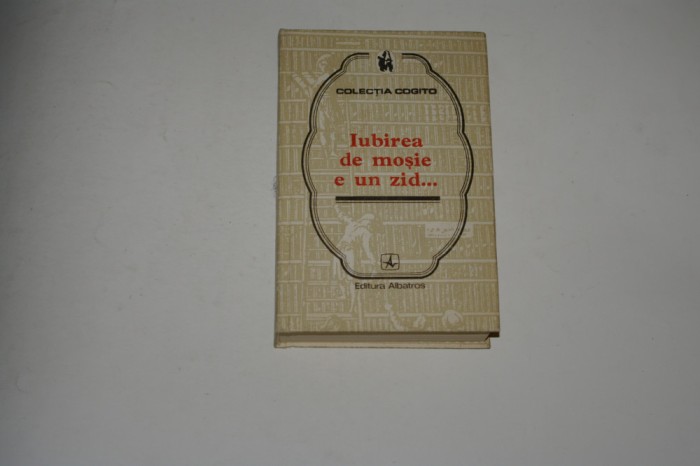 COLECȚIA COGITO
Iubirea
de moșie
e un zid...
Editura Albatros